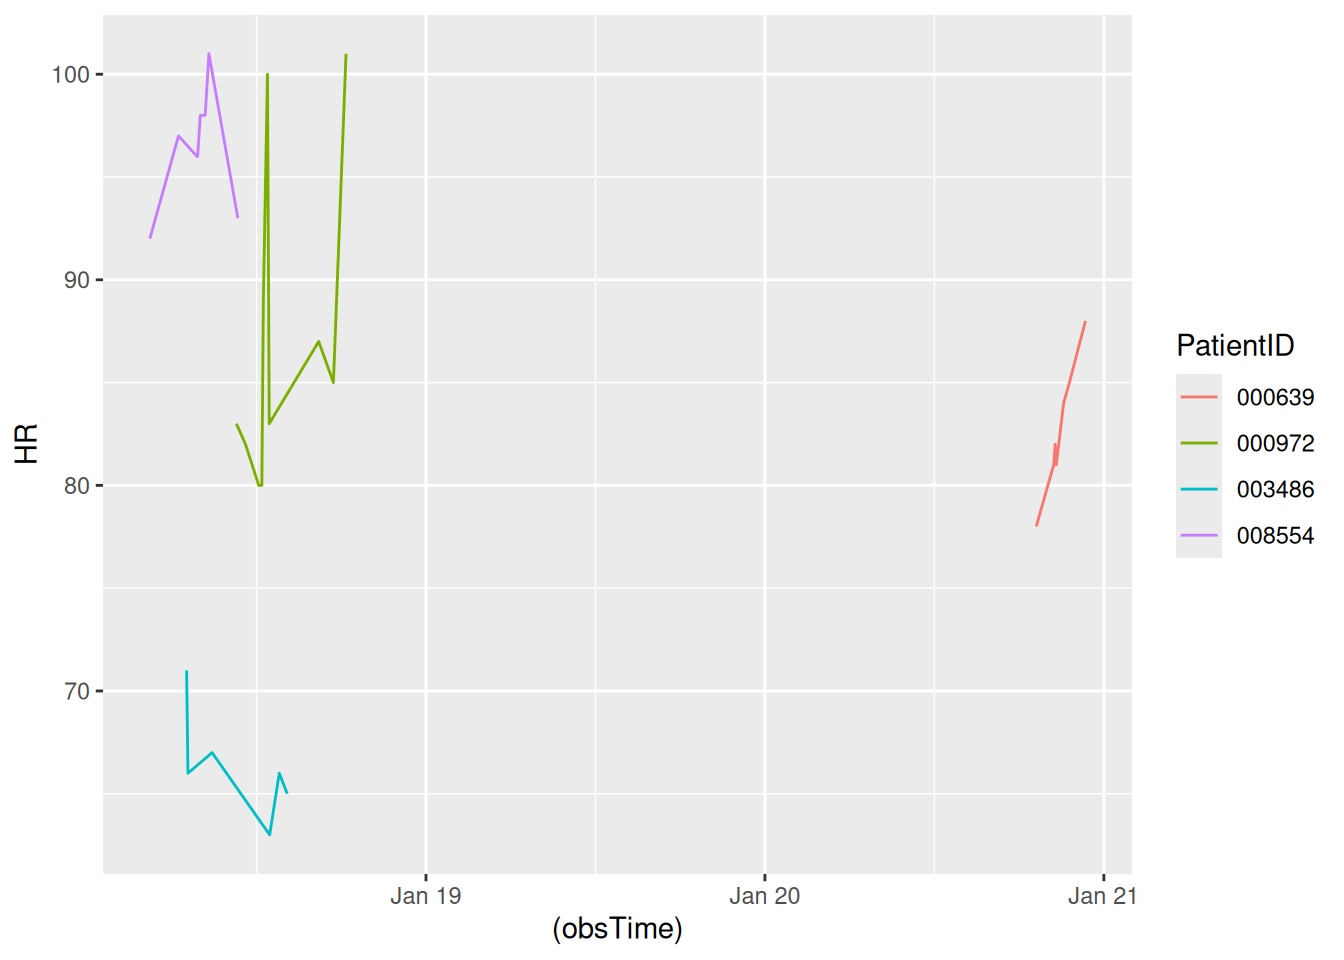 100
90
80
70
HR
Jan 19
Jan 20
Jan 21
(obsTime)
PatientID
000639
000972
003486
008554